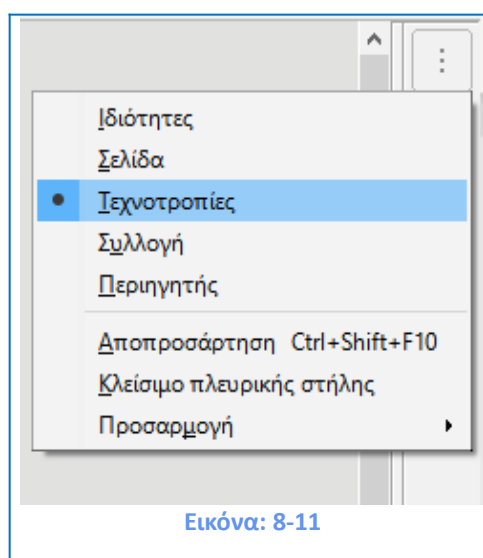 Ιδιότητες
Σελίδα
Τεχνοτροπίες
Συλλογή
Περιηγητής
Αποπροσάρτηση Ctrl+Shift+F10
Κλείσιμο πλευρικής στήλης
Προσαρμογή
Εικόνα: 8-11